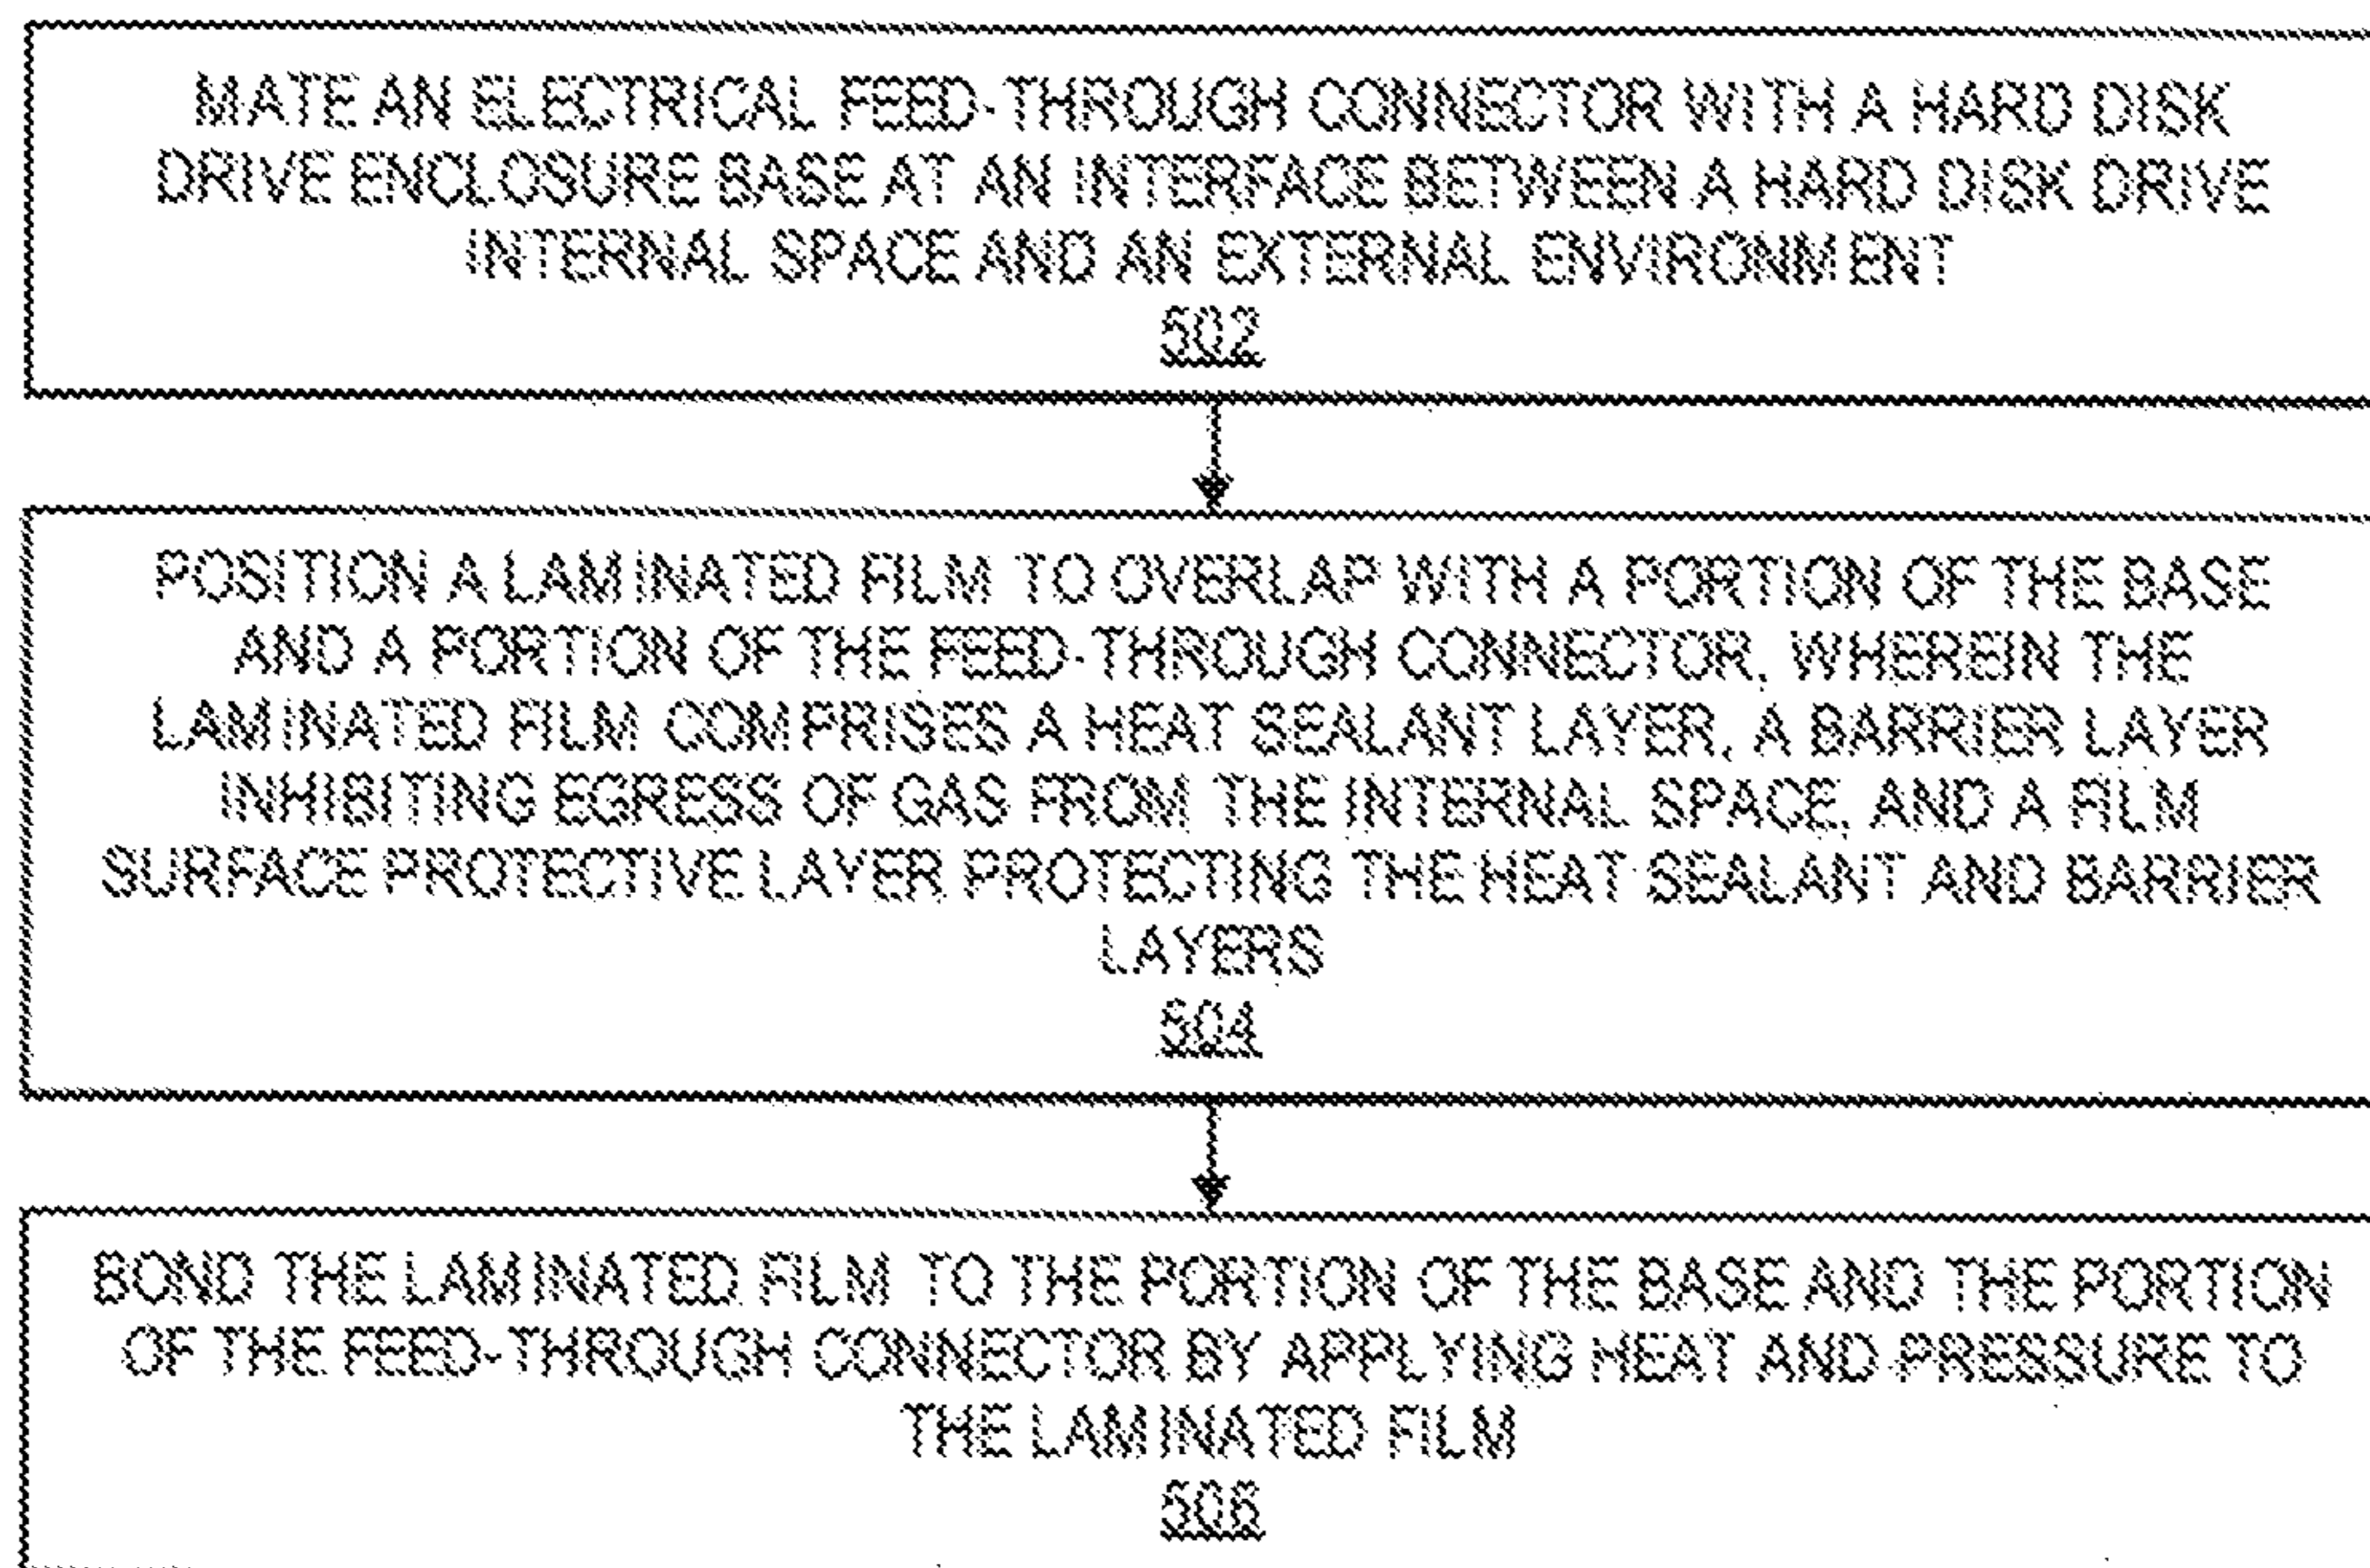 MATE AN ELECTRICAL FEED-THROUGH CONNECTOR WITH A HARD DISK
DRIVE ENCLOSURE BASE AT AN INTERFACE BETWEEN A HARD DISK DRIVE
INTERNAL SPACE AND AN EXTERNAL ENVIRONMENT
502
POSITION A LAMINATED FILM TO OVERLAP WITH A PORTION OF THE BASE
AND A PORTION OF THE FEED-THROUGH CONNECTOR, WHEREIN THE
LAMINATED FILM COMPRISES A HEAT SEALANT LAYER, A BARRIER LAYER
INHIBITING EGRESS OF GAS FROM THE INTERNAL SPACE, AND A FILM
SURFACE PROTECTIVE LAYER PROTECTING THE HEAT SEALANT AND BARRIER
LAYERS
504
BOND THE LAMINATED FILM TO THE PORTION OF THE BASE AND THE PORTION
OF THE FEED-THROUGH CONNECTOR BY APPLYING HEAT AND PRESSURE TO
THE LAMINATED FILM
506